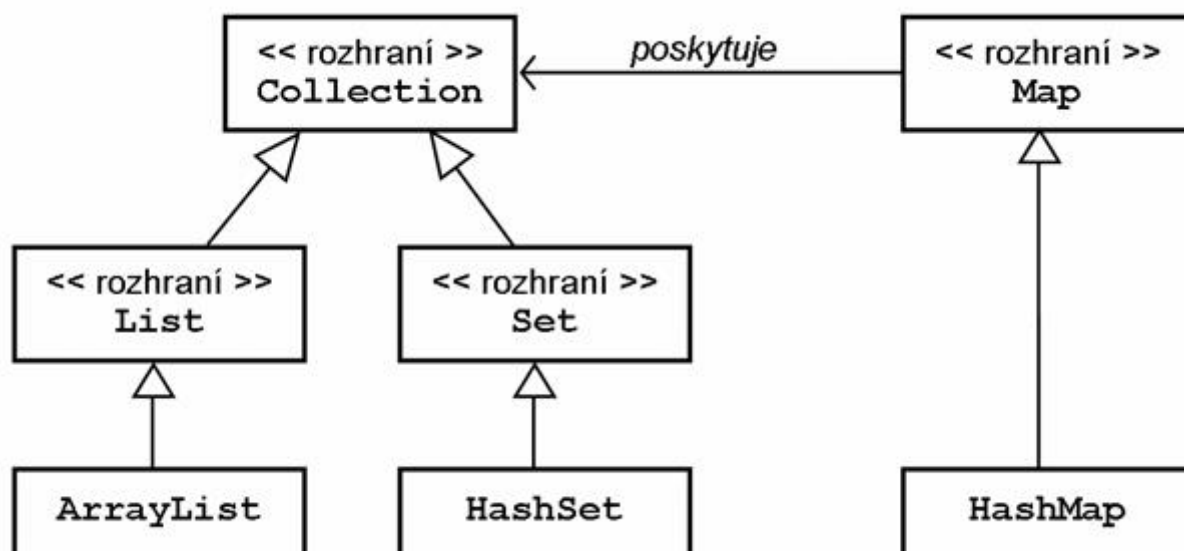 << rozhraní >>
Collection
poskytuje
<< rozhraní >>
Map
<< rozhraní >>
List
<< rozhraní >>
Set
ArrayList
HashSet
HashMap